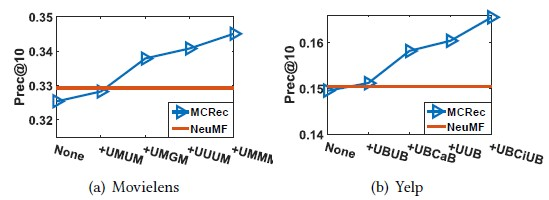 0.35
0.34
0.33
0.32
Prec@10
MCRec
NeuMF
None
+UMUM
+UMGM
+UUUM
+UMMM
(a) Movielens
0.16
0.15
0.14
Prec@10
MCRec
NeuMF
None
+UBUB
+UBCaB
+UUB
+UBCiUB
(b) Yelp